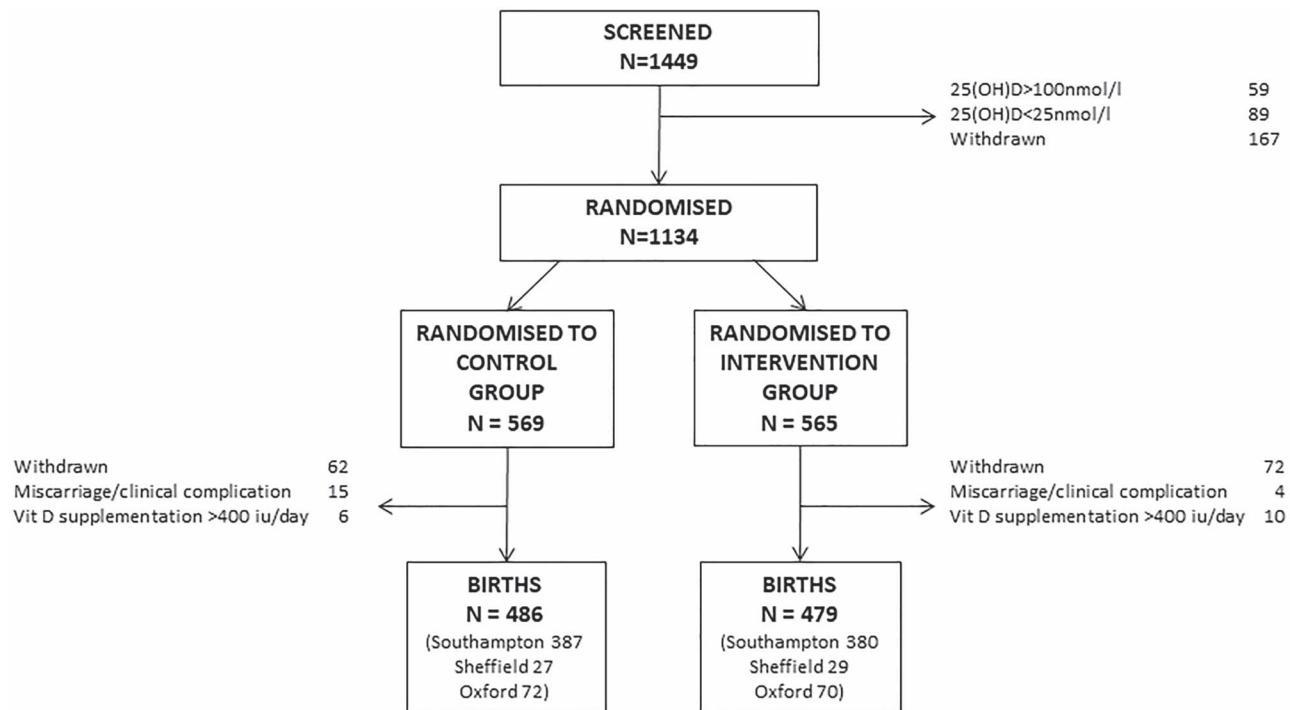 SCREENED
N=1449
25(OH)D>100nmol/l 59
25(OH)D<25nmol/l 89
Withdrawn 167
RANDOMISED
N=1134
RANDOMISED TO
CONTROL
GROUP
N = 569
RANDOMISED TO
INTERVENTION
GROUP
N = 565
Withdrawn 62
Miscarriage/clinical complication 15
Vit D supplementation >400 iu/day 6
Withdrawn 72
Miscarriage/clinical complication 4
Vit D supplementation >400 iu/day 10
BIRTHS
N = 486
(Southampton 387
Sheffield 27
Oxford 72)
BIRTHS
N = 479
(Southampton 380
Sheffield 29
Oxford 70)